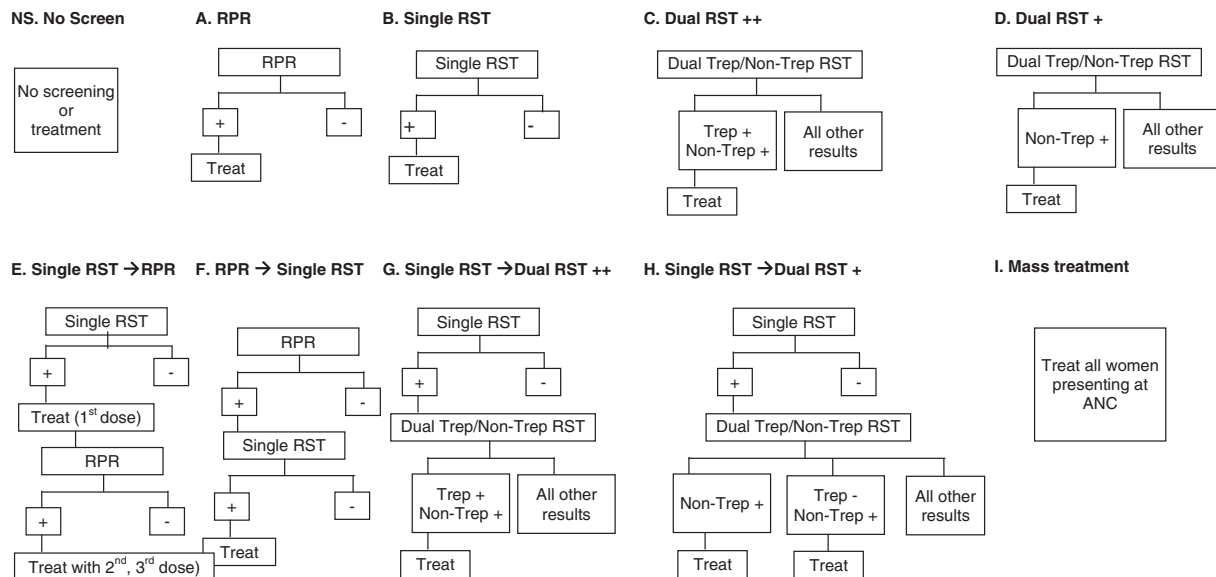 NS. No Screen
No screening
or
treatment
A. RPR
RPR
+
-
Treat
B. Single RST
Single RST
+
-
Treat
C. Dual RST ++
Dual Trep/Non-Trep RST
Trep +
Non-Trep +
All other
results
Treat
D. Dual RST +
Dual Trep/Non-Trep RST
Non-Trep +
All other
results
Treat
E. Single RST →RPR
Single RST
+
-
Treat (1st dose)
RPR
+
-
Treat with 2nd, 3rd dose)
F. RPR → Single RST
RPR
+
-
Single RST
+
-
Treat
G. Single RST →Dual RST ++
Single RST
+
-
Dual Trep/Non-Trep RST
Trep +
Non-Trep +
All other
results
Treat
H. Single RST →Dual RST +
Single RST
+
-
Dual Trep/Non-Trep RST
Non-Trep +
Trep -
Non-Trep +
All other
results
Treat
Treat
I. Mass treatment
Treat all women
presenting at
ANC